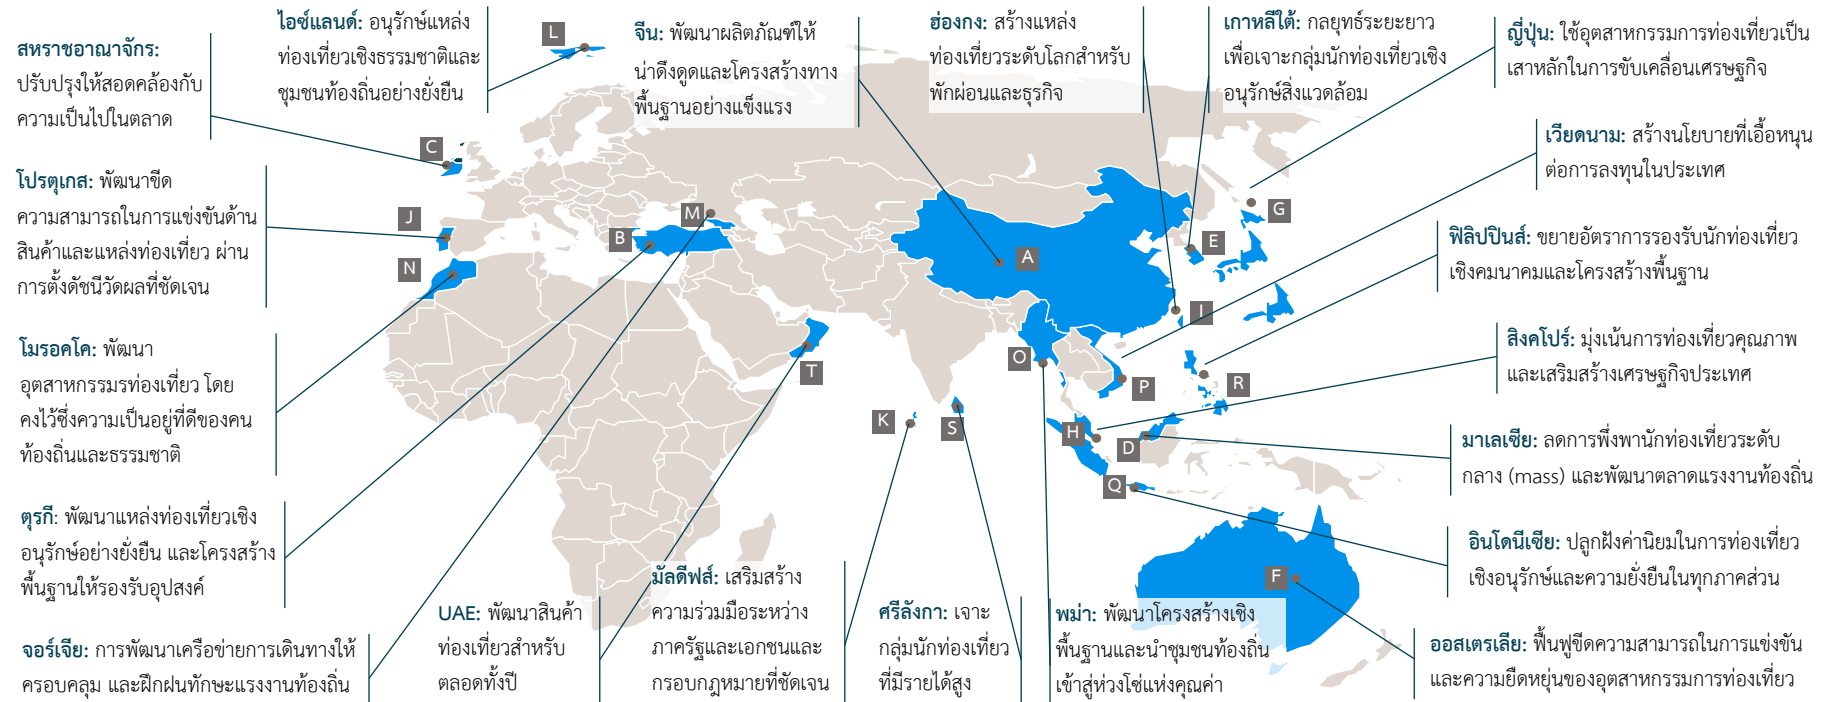 สหราชอาณาจักร:
ปรับปรุงให้สอดคล้องกับ
ความเป็นไปในตลาด
ไอซ์แลนด์: อนุรักษ์แหล่ง
ท่องเที่ยวเชิงธรรมชาติและ
ชุมชนท้องถิ่นอย่างยั่งยืน
จีน: พัฒนาผลิตภัณฑ์ให้
น่าดึงดูดและโครงสร้างทาง
พื้นฐานอย่างแข็งแรง
ฮ่องกง: สร้างแหล่ง
ท่องเที่ยวระดับโลกสำหรับ
พักผ่อนและธุรกิจ
เกาหลีใต้: กลยุทธ์ระยะยาว
เพื่อเจาะกลุ่มนักท่องเที่ยวเชิง
อนุรักษ์สิ่งแวดล้อม
ญี่ปุ่น: ใช้อุตสาหกรรมการท่องเที่ยวเป็น
เสาหลักในการขับเคลื่อนเศรษฐกิจ
เวียดนาม: สร้างนโยบายที่เอื้อหนุน
ต่อการลงทุนในประเทศ
โปรตุเกส: พัฒนาขีด
ความสามารถในการแข่งขันด้าน
สินค้าและแหล่งท่องเที่ยว ผ่าน
การตั้งดัชนีวัดผลที่ชัดเจน
ฟิลิปปินส์: ขยายอัตราการรองรับนักท่องเที่ยว
เชิงคมนาคมและโครงสร้างพื้นฐาน
โมรอคโค: พัฒนา
อุตสาหกรรมรท่องเที่ยว โดย
คงไว้ซึ่งความเป็นอยู่ที่ดีของคน
ท้องถิ่นและธรรมชาติ
สิงคโปร์: มุ่งเน้นการท่องเที่ยวคุณภาพ
และเสริมสร้างเศรษฐกิจประเทศ
มาเลเซีย: ลดการพึ่งพานักท่องเที่ยวระดับ
กลาง (mass) และพัฒนาตลาดแรงงานท้องถิ่น
ตุรกี: พัฒนาแหล่งท่องเที่ยวเชิง
อนุรักษ์อย่างยั่งยืน และโครงสร้าง
พื้นฐานให้รองรับอุปสงค์
อินโดนีเซีย: ปลูกฝังค่านิยมในการท่องเที่ยว
เชิงอนุรักษ์และความยั่งยืนในทุกภาคส่วน
จอร์เจีย: การพัฒนาเครือข่ายการเดินทางให้
ครอบคลุม และฝึกฝนทักษะแรงงานท้องถิ่น
UAE: พัฒนาสินค้า
ท่องเที่ยวสำหรับ
ตลอดทั้งปี
มัลดีฟส์: เสริมสร้าง
ความร่วมมือระหว่าง
ภาครัฐและเอกชนและ
กรอบกฎหมายที่ชัดเจน
ศรีลังกา: เจาะ
กลุ่มนักท่องเที่ยว
ที่มีรายได้สูง
พม่า: พัฒนาโครงสร้างเชิง
พื้นฐานและนำชุมชนท้องถิ่น
เข้าสู่ห่วงโซ่แห่งคุณค่า
ออสเตรเลีย: ฟื้นฟูขีดความสามารถในการแข่งขัน
และความยืดหยุ่นของอุตสาหกรรมการท่องเที่ยว
L
C
J
M
B
N
A
G
E
I
O
T
P
R
K
S
H
D
Q
F